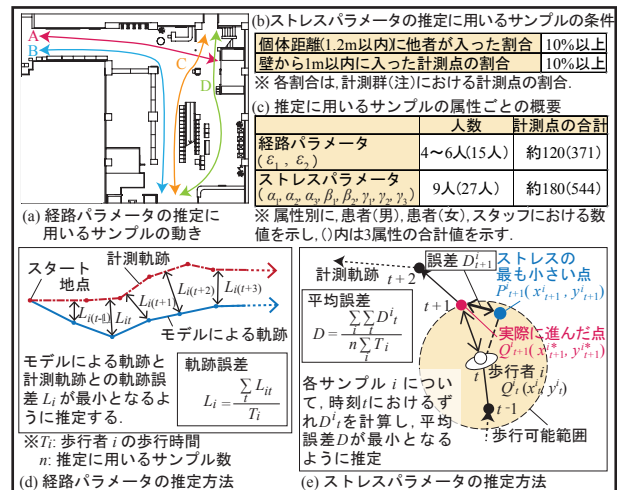 A
B
C
D
(a) 経路パラメータの推定に
用いるサンプルの動き
(b)ストレスパラメータの推定に用いるサンプルの条件
個体距離(1.2m以内)に他者が入った割合 10%以上
壁から1m以内に入った計測点の割合 10%以上
※ 各割合は,計測群(注)における計測点の割合.
(c) 推定に用いるサンプルの属性ごとの概要
人数 計測点の合計
経路パラメータ
(ε₁ , ε₂)
4～6人(15人) 約120(371)
ストレスパラメータ
(α₁, α₂, α₃, β₁, β₂, γ₁, γ₂, γ₃)
9人(27人) 約180(544)
※ 属性別に, 患者(男), 患者(女), スタッフにおける数
値を示し, ()内は3属性の合計値を示す.
スタート
地点
計測軌跡
L i(t-1)
L it
L i(t+1)
L i(t+2)
L i(t+3)
モデルによる軌跡
モデルによる軌跡と
計測軌跡との軌跡誤
差 Li が最小となるよ
うに推定する.
軌跡誤差
Li = ∑t Lit / Ti
※Ti: 歩行者 i の歩行時間
n: 推定に用いるサンプル数
(d) 経路パラメータの推定方法
計測軌跡
t+2
誤差 D^i_{t+1}
ストレスの
最も小さい点
P^i_{t+1}( x^i_{t+1}, y^i_{t+1})
平均誤差
D = ∑i∑t D^i_t / n∑i Ti
t+1
実際に進んだ点
Q^i_{t+1}( x^{i*}_{t+1}, y^{i*}_{t+1})
歩行者 i
t
Q^i_t (x^i_t, y^i_t)
t-1
各サンプル i につい
て, 時刻tにおけるず
れD^i_tを計算し, 平均
誤差Dが最小となる
ように推定
歩行可能範囲
(e) ストレスパラメータの推定方法